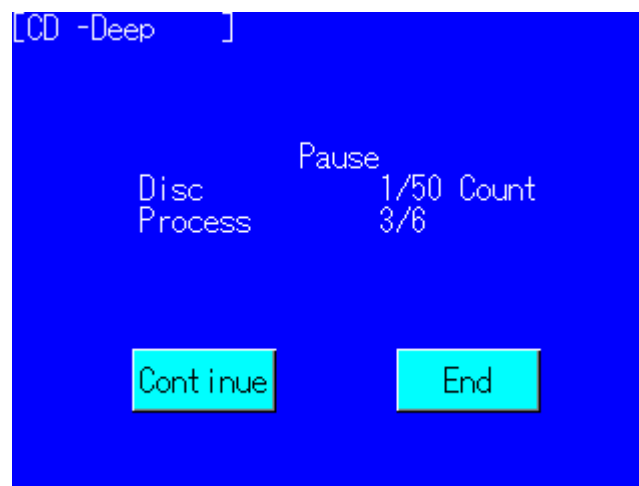 [CD -Deep    ]
Pause
Disc 1/50 Count
Process 3/6
Continue End